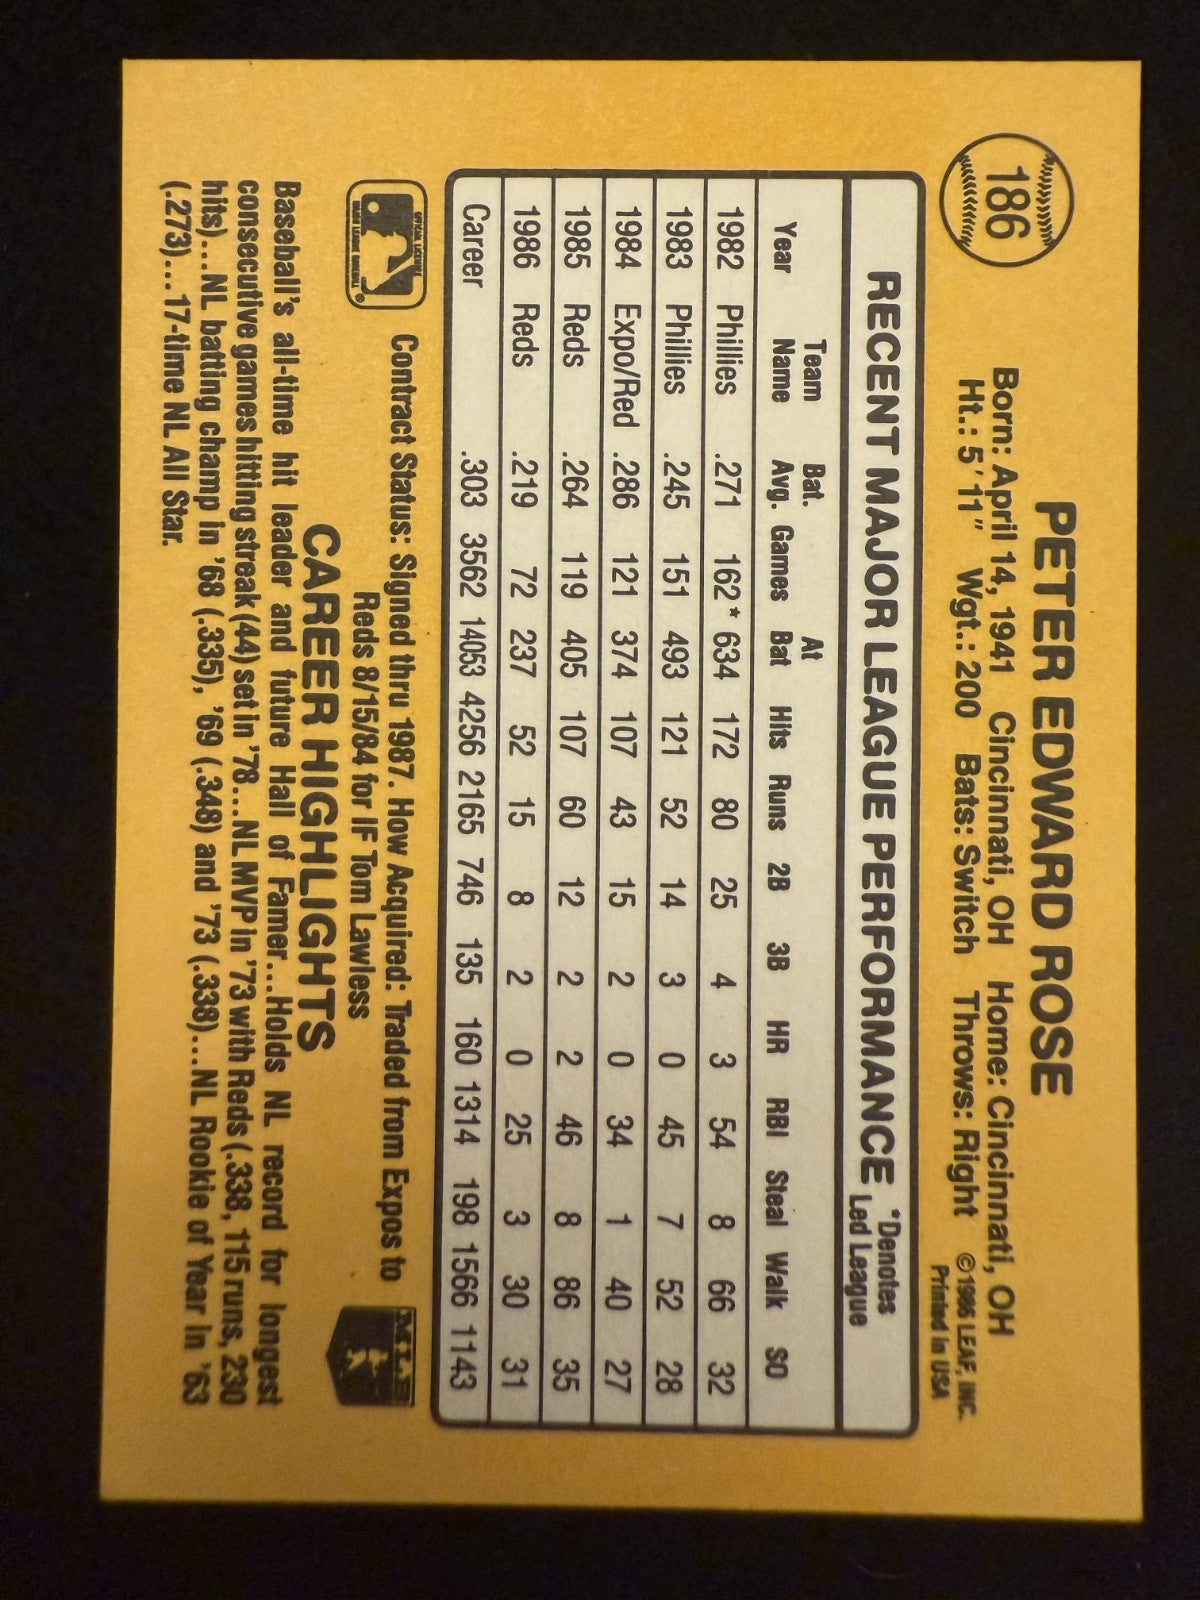 186
PETER EDWARD ROSE
Born: April 14, 1941 Cincinnati, OH Home: Cincinnati, OH
Ht.: 5′ 11″ Wgt.: 200 Bats: Switch Throws: Right
©1986 LEAF, INC.
Printed in USA
RECENT MAJOR LEAGUE PERFORMANCE *Denotes Led League
Year Team Name Bat. Avg. Games At Bat Hits Runs 2B 3B HR RBI Steal Walk SO
1982 Phillies .271 162* 634 172 80 25 4 3 54 8 66 32
1983 Phillies .245 151 493 121 52 14 3 0 45 7 52 28
1984 Expo/Red .286 121 374 107 43 15 2 0 34 1 40 27
1985 Reds .264 119 405 107 60 12 2 2 46 8 86 35
1986 Reds .219 72 237 52 15 8 2 0 25 3 30 31
Career .303 3562 14053 4256 2165 746 135 160 1314 198 1566 1143
OFFICIAL LICENSEE
MAJOR LEAGUE BASEBALL
®
Contract Status: Signed thru 1987. How Acquired: Traded from Expos to
Reds 8/15/84 for IF Tom Lawless
CAREER HIGHLIGHTS
Baseball's all-time hit leader and future Hall of Famer...Holds NL record for longest
consecutive games hitting streak (44) set in '78...NL MVP in '73 with Reds (.338, 115 runs, 230
hits)...NL batting champ in '68 (.335), '69 (.348) and '73 (.338)...NL Rookie of Year in '63
(.273)...17-time NL All Star.